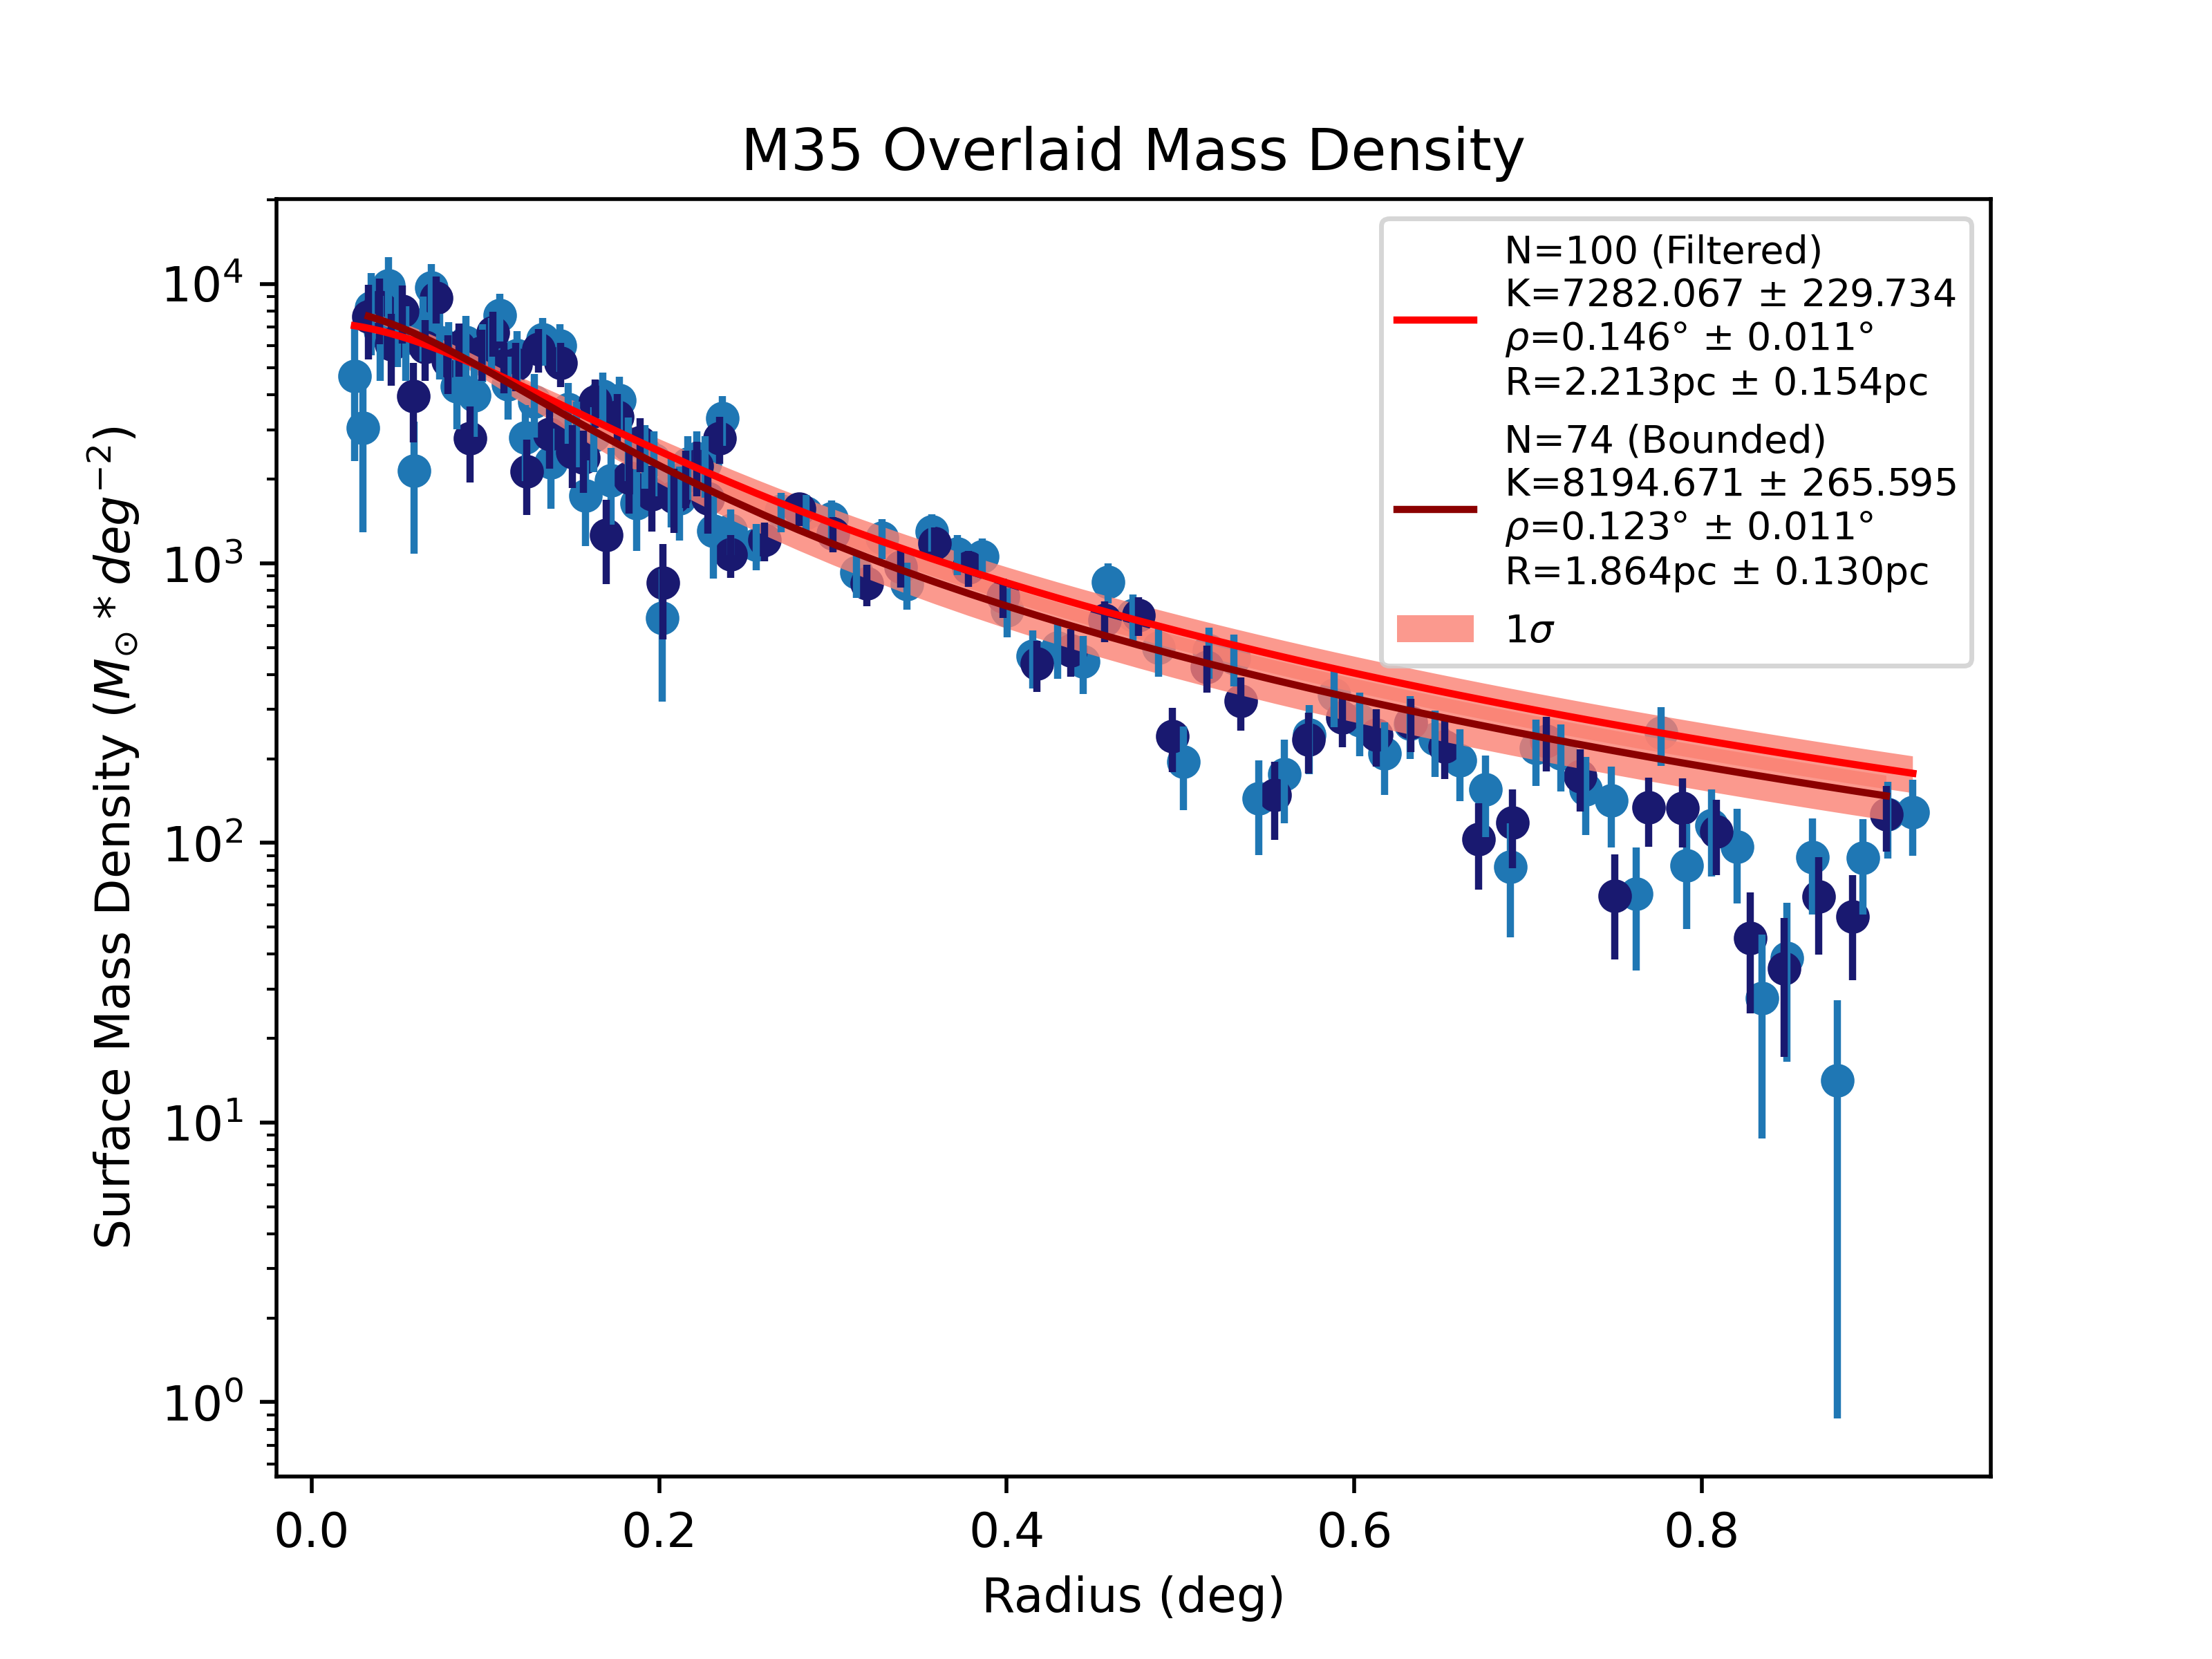 M35 Overlaid Mass Density
N=100 (Filtered)
K=7282.067 ± 229.734
ρ=0.146° ± 0.011°
R=2.213pc ± 0.154pc
N=74 (Bounded)
K=8194.671 ± 265.595
ρ=0.123° ± 0.011°
R=1.864pc ± 0.130pc
1σ
Surface Mass Density (M⊙ * deg⁻²)
10⁴
10³
10²
10¹
10⁰
0.0 0.2 0.4 0.6 0.8
Radius (deg)